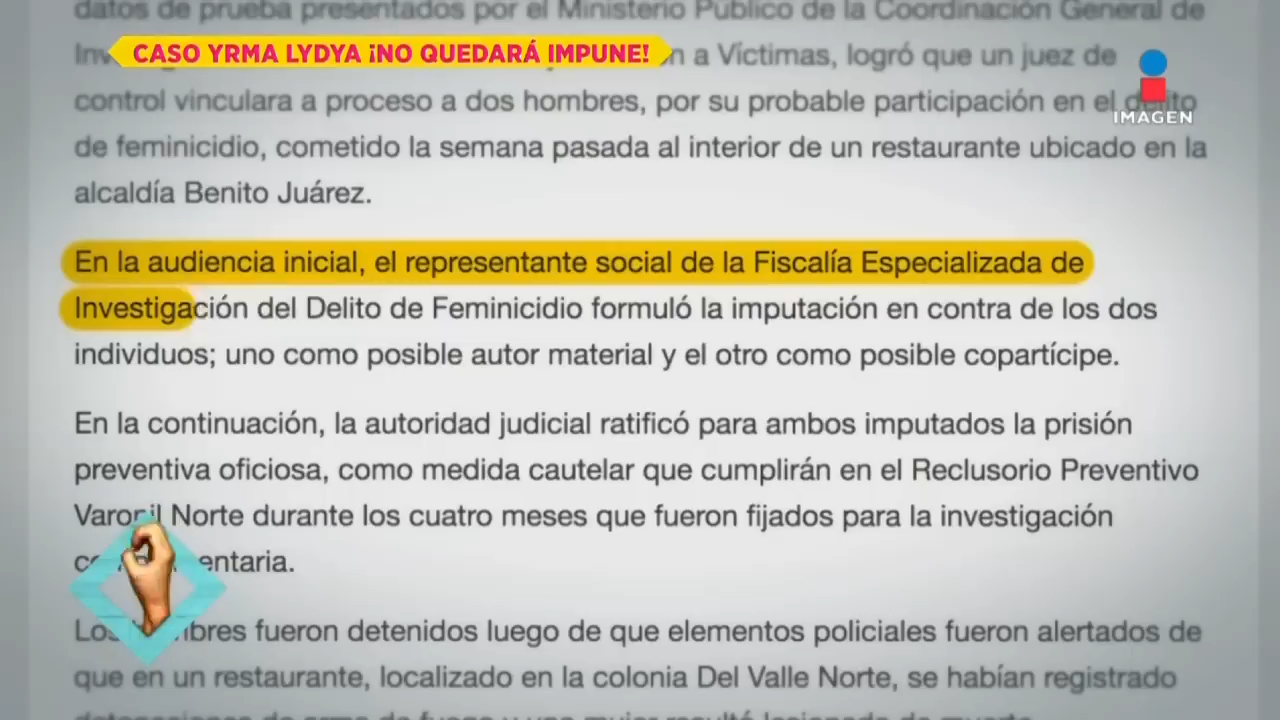 datos de prueba presentados por el Ministerio Público de la Coordinación General de
CASO YRMA LYDYA ¡NO QUEDARÁ IMPUNE!
a Víctimas, logró que un juez de
control vinculara a proceso a dos hombres, por su probable participación en el delito
IMAGEN
de feminicidio, cometido la semana pasada al interior de un restaurante ubicado en la
alcaldía Benito Juárez.
En la audiencia inicial, el representante social de la Fiscalía Especializada de
Investigación del Delito de Feminicidio formuló la imputación en contra de los dos
individuos; uno como posible autor material y el otro como posible copartícipe.
En la continuación, la autoridad judicial ratificó para ambos imputados la prisión
preventiva oficiosa, como medida cautelar que cumplirán en el Reclusorio Preventivo
Varonil Norte durante los cuatro meses que fueron fijados para la investigación
entaria.
Los hombres fueron detenidos luego de que elementos policiales fueron alertados de
que en un restaurante, localizado en la colonia Del Valle Norte, se habían registrado